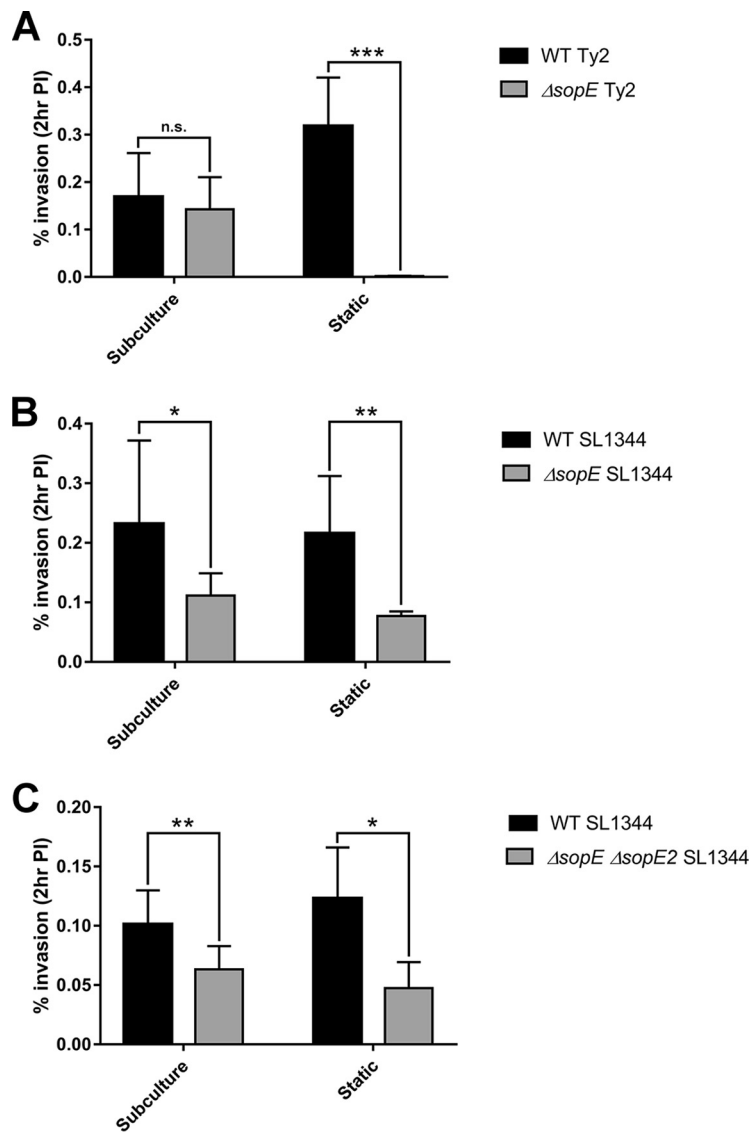 A
0.5
0.4
0.3
0.2
0.1
0.0
% invasion (2hr PI)
n.s.
***
Subculture
Static
WT Ty2
ΔsopE Ty2
B
0.4
0.3
0.2
0.1
0.0
% invasion (2hr PI)
*
**
Subculture
Static
WT SL1344
ΔsopE SL1344
C
0.20
0.15
0.10
0.05
0.00
% invasion (2hr PI)
**
*
Subculture
Static
WT SL1344
ΔsopE ΔsopE2 SL1344